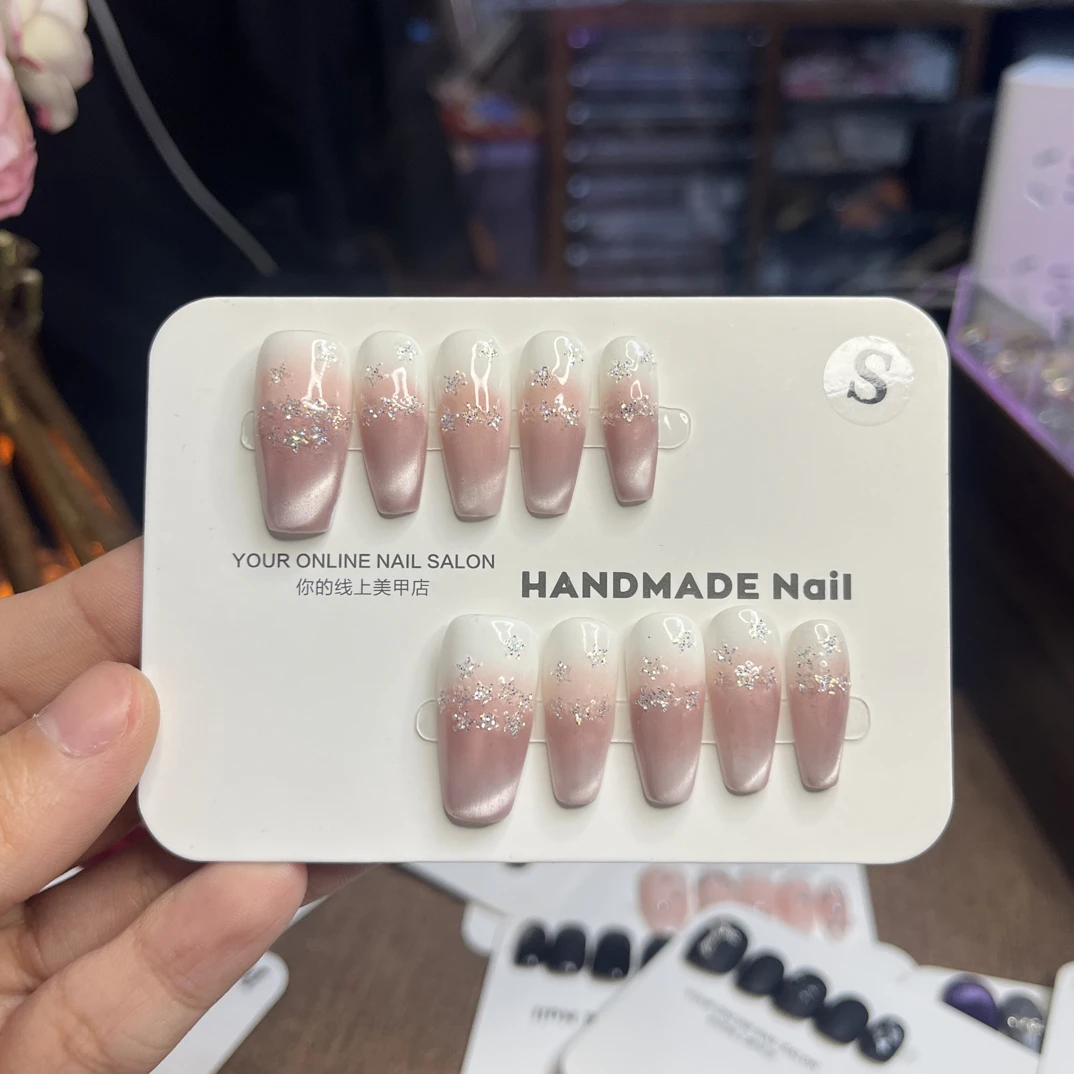 S
YOUR ONLINE NAIL SALON
你的线上美甲店
HANDMADE Nail